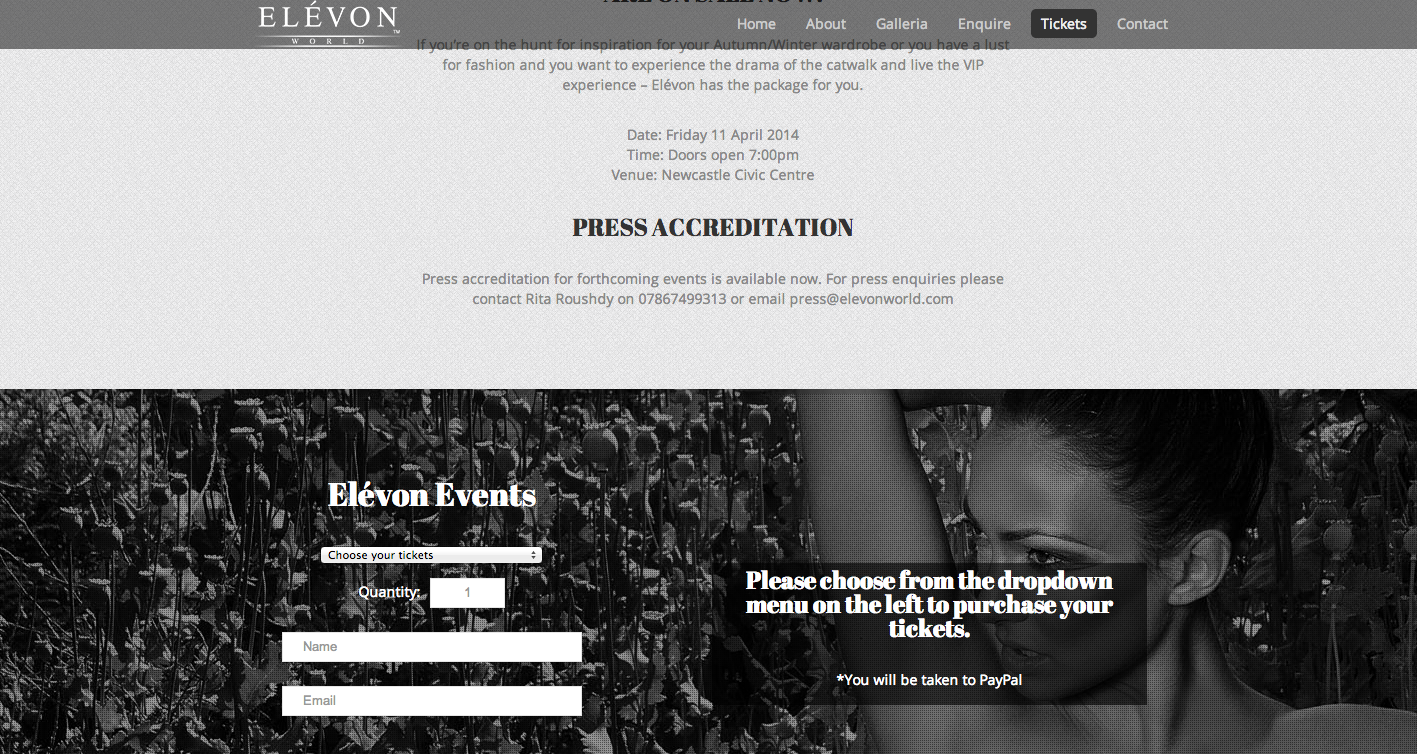 ARE ON SALE NOW!
ELÉVON
WORLD
TM
Home
About
Galleria
Enquire
Tickets
Contact
If you're on the hunt for inspiration for your Autumn/Winter wardrobe or you have a lust
for fashion and you want to experience the drama of the catwalk and live the VIP
experience – Elévon has the package for you.
Date: Friday 11 April 2014
Time: Doors open 7:00pm
Venue: Newcastle Civic Centre
PRESS ACCREDITATION
Press accreditation for forthcoming events is available now. For press enquiries please
contact Rita Roushdy on 07867499313 or email press@elevonworld.com
Elévon Events
Choose your tickets
Quantity: 1
Name
Email
Please choose from the dropdown
menu on the left to purchase your
tickets.
*You will be taken to PayPal